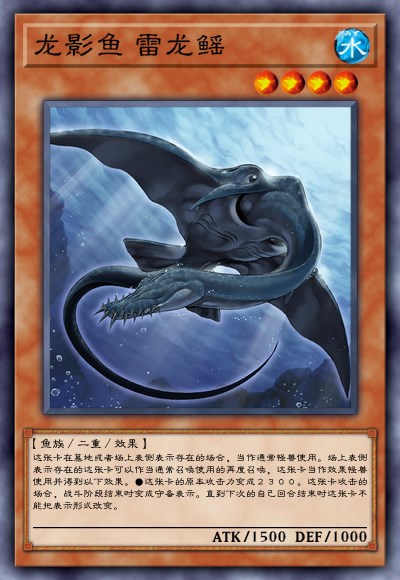 龙影鱼 雷龙鳐
水
【鱼族／二重／效果】
这张卡在墓地或者场上表侧表示存在的场合，当作通常怪兽使用。场上表侧
表示存在的这张卡可以作当通常召唤使用的再度召唤，这张卡当作效果怪兽
使用并得到以下效果。●这张卡的原本攻击力变成２３００。这张卡攻击的
场合，战斗阶段结束时变成守备表示。直到下次的自己回合结束时这张卡不
能把表示形式改变。
ATK/1500 DEF/1000